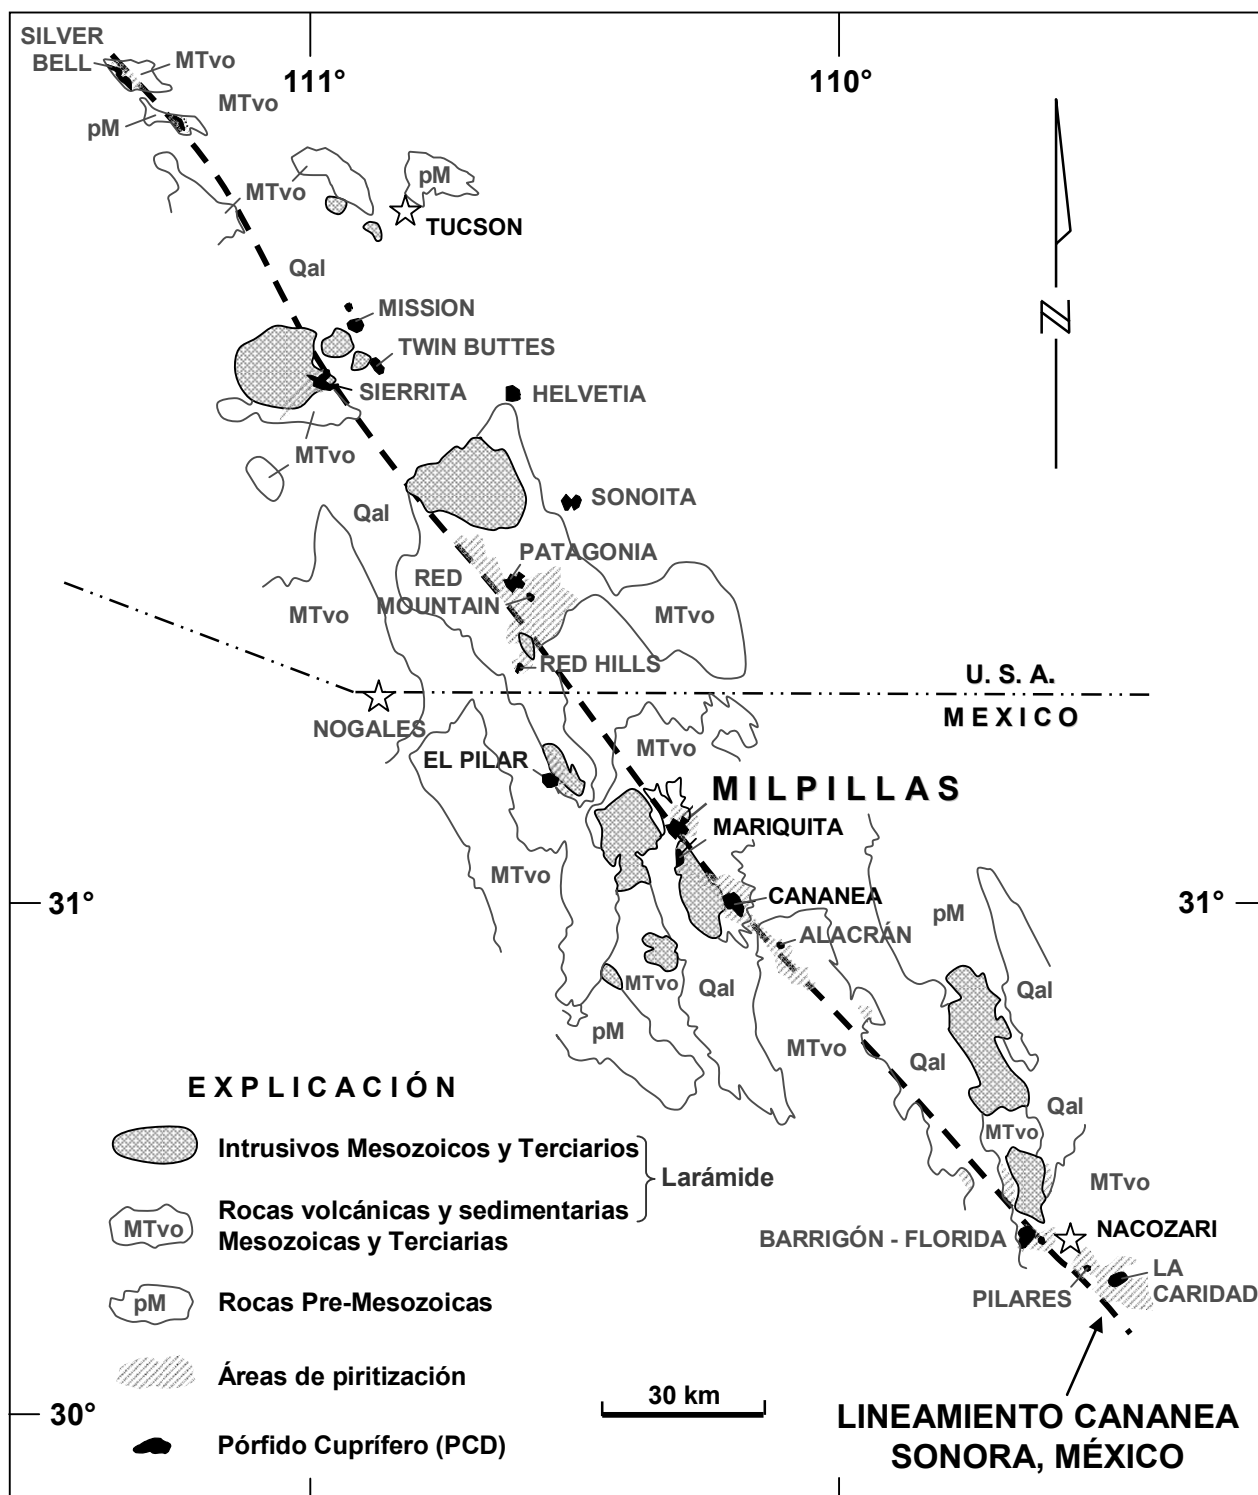 SILVER
BELL
MTvo
111°
110°
MTvo
pM
MTvo
pM
TUCSON
Qal
MISSION
TWIN BUTTES
SIERRITA
HELVETIA
MTvo
Qal
SONOITA
PATAGONIA
RED
MOUNTAIN
MTvo
MTvo
RED HILLS
U. S. A.
MEXICO
NOGALES
MTvo
EL PILAR
MILPILLAS
MARIQUITA
MTvo
CANANEA
31°
31°
pM
ALACRÁN
MTvo
Qal
Qal
pM
MTvo
Qal
Qal
MTvo
MTvo
NACOZARI
BARRIGÓN - FLORIDA
PILARES
LA
CARIDAD
EXPLICACIÓN
Intrusivos Mesozoicos y Terciarios
Larámide
MTvo
Rocas volcánicas y sedimentarias
Mesozoicas y Terciarias
pM
Rocas Pre-Mesozoicas
Áreas de piritización
Pórfido Cuprífero (PCD)
30 km
30°
LINEAMIENTO CANANEA
SONORA, MÉXICO
N